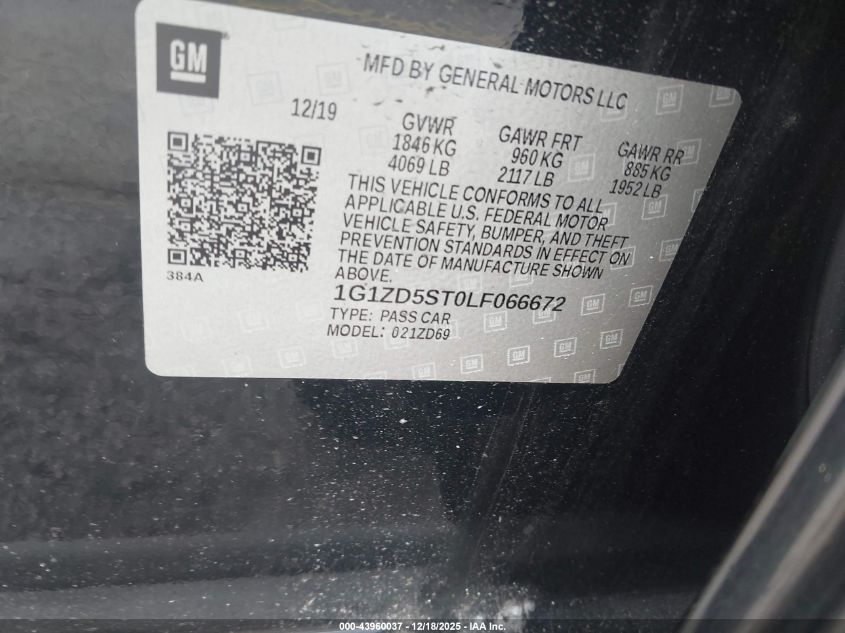 GM
MFD BY GENERAL MOTORS LLC
12/19
GVWR GAWR FRT GAWR RR
1846 KG 960 KG 885 KG
4069 LB 2117 LB 1952 LB
THIS VEHICLE CONFORMS TO ALL
APPLICABLE U.S. FEDERAL MOTOR
VEHICLE SAFETY, BUMPER, AND THEFT
PREVENTION STANDARDS IN EFFECT ON
THE DATE OF MANUFACTURE SHOWN
ABOVE.
384A
1G1ZD5ST0LF066672
TYPE: PASS CAR
MODEL: 021ZD69
000-43960037 - 12/18/2025 - IAA Inc.